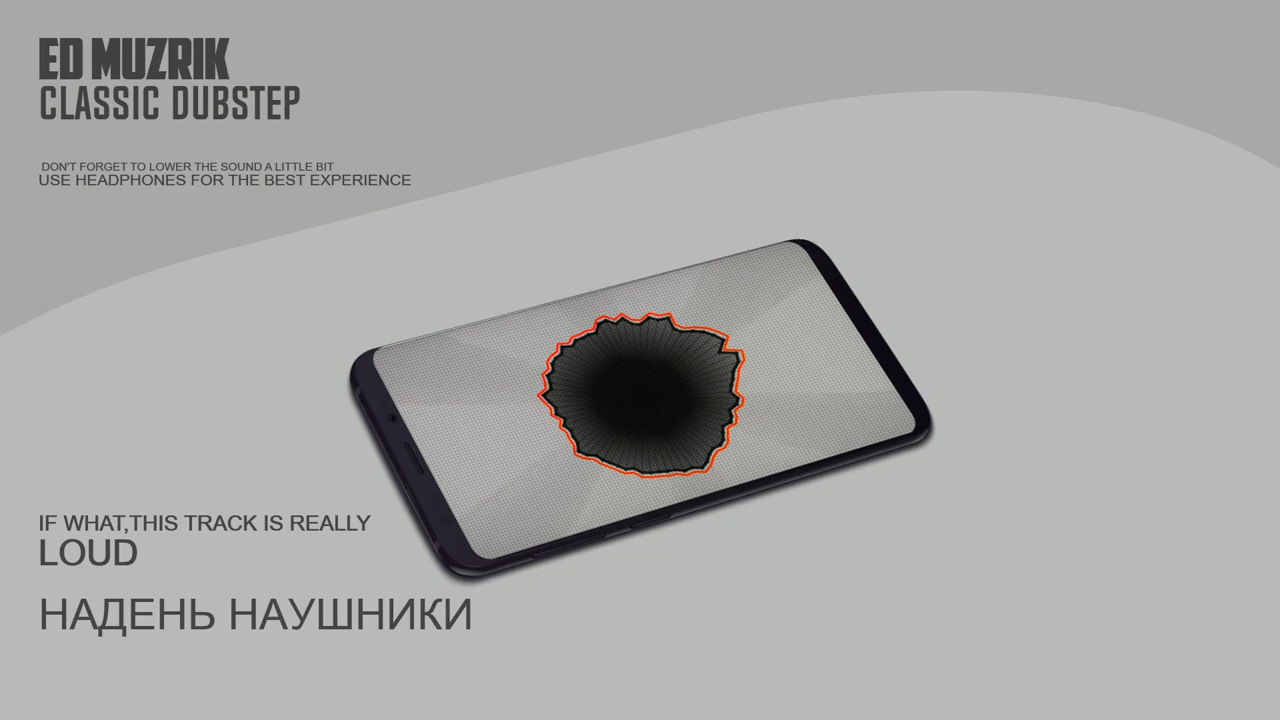 ED MUZRIK
CLASSIC DUBSTEP
DON'T FORGET TO LOWER THE SOUND A LITTLE BIT
USE HEADPHONES FOR THE BEST EXPERIENCE
IF WHAT,THIS TRACK IS REALLY
LOUD
НАДЕНЬ НАУШНИКИ